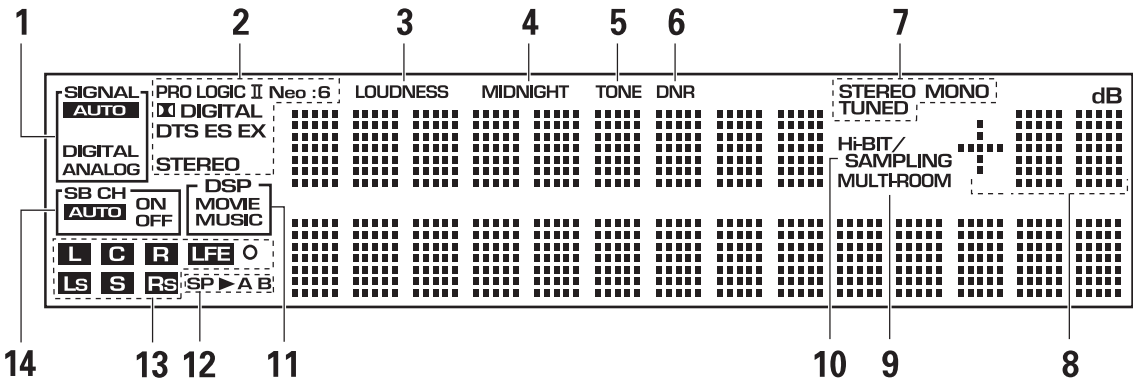 1 2 3 4 5 6 7
SIGNAL
AUTO
DIGITAL
ANALOG
PRO LOGIC II Neo :6
DIGITAL
DTS ES EX
STEREO
LOUDNESS MIDNIGHT TONE DNR
STEREO MONO
TUNED
dB
Hi-BIT/
SAMPLING
MULTI-ROOM
SB CH
AUTO ON
OFF
DSP
MOVIE
MUSIC
L C R LFE
Ls S Rs SP ► A B
14 13 12 11 10 9 8